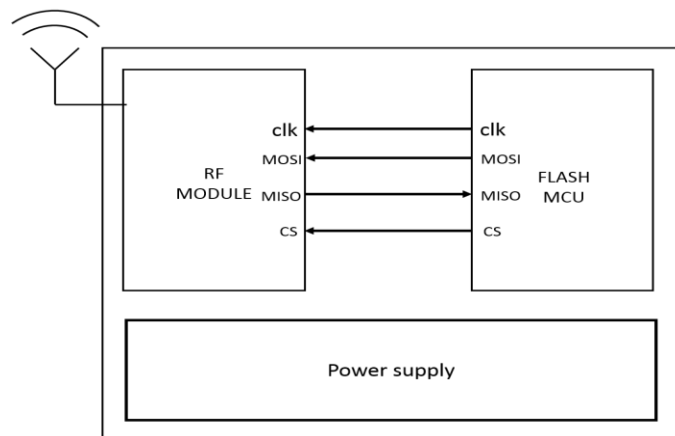 clk
MOSI
RF
MODULE
MISO
CS
clk
MOSI
FLASH
MCU
MISO
CS
Power supply